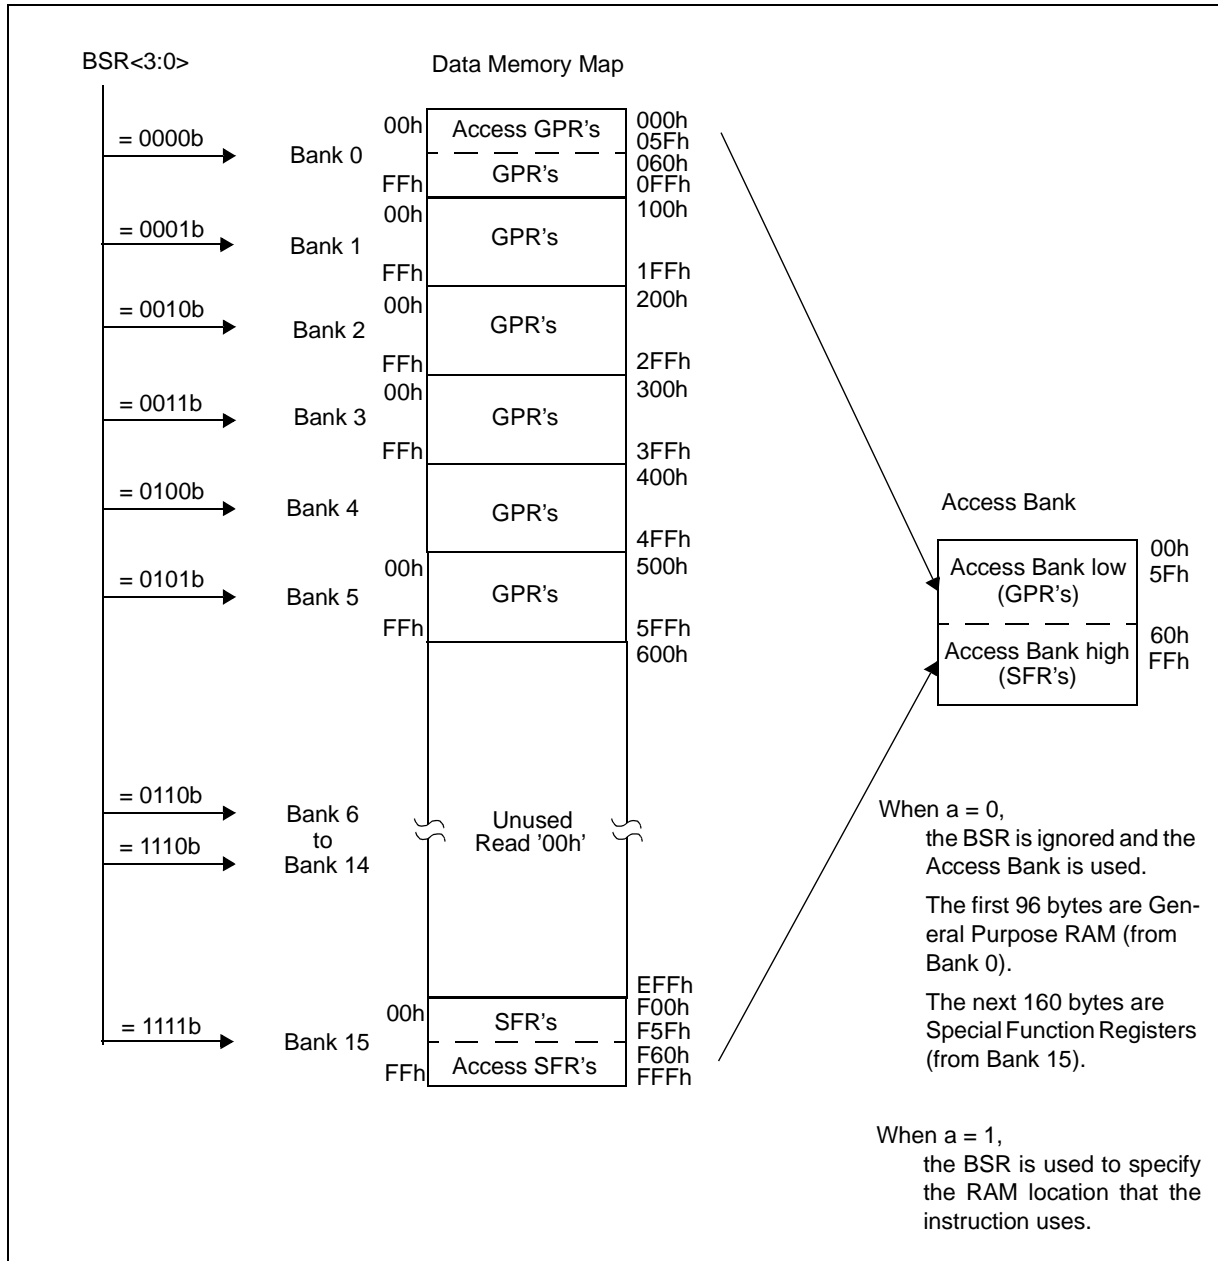 BSR<3:0>
Data Memory Map
= 0000b
Bank 0
00h
Access GPR's
000h
05Fh
FFh
GPR's
060h
0FFh
= 0001b
Bank 1
00h
GPR's
100h
FFh
1FFh
= 0010b
Bank 2
00h
GPR's
200h
FFh
2FFh
= 0011b
Bank 3
00h
GPR's
300h
FFh
3FFh
= 0100b
Bank 4
GPR's
400h
4FFh
= 0101b
Bank 5
00h
GPR's
500h
FFh
5FFh
600h
= 0110b
= 1110b
Bank 6
to
Bank 14
Unused
Read '00h'
EFFh
= 1111b
Bank 15
00h
SFR's
F00h
F5Fh
FFh
Access SFR's
F60h
FFFh
Access Bank
Access Bank low
(GPR's)
00h
5Fh
Access Bank high
(SFR's)
60h
FFh
When a = 0,
the BSR is ignored and the
Access Bank is used.
The first 96 bytes are Gen-
eral Purpose RAM (from
Bank 0).
The next 160 bytes are
Special Function Registers
(from Bank 15).
When a = 1,
the BSR is used to specify
the RAM location that the
instruction uses.